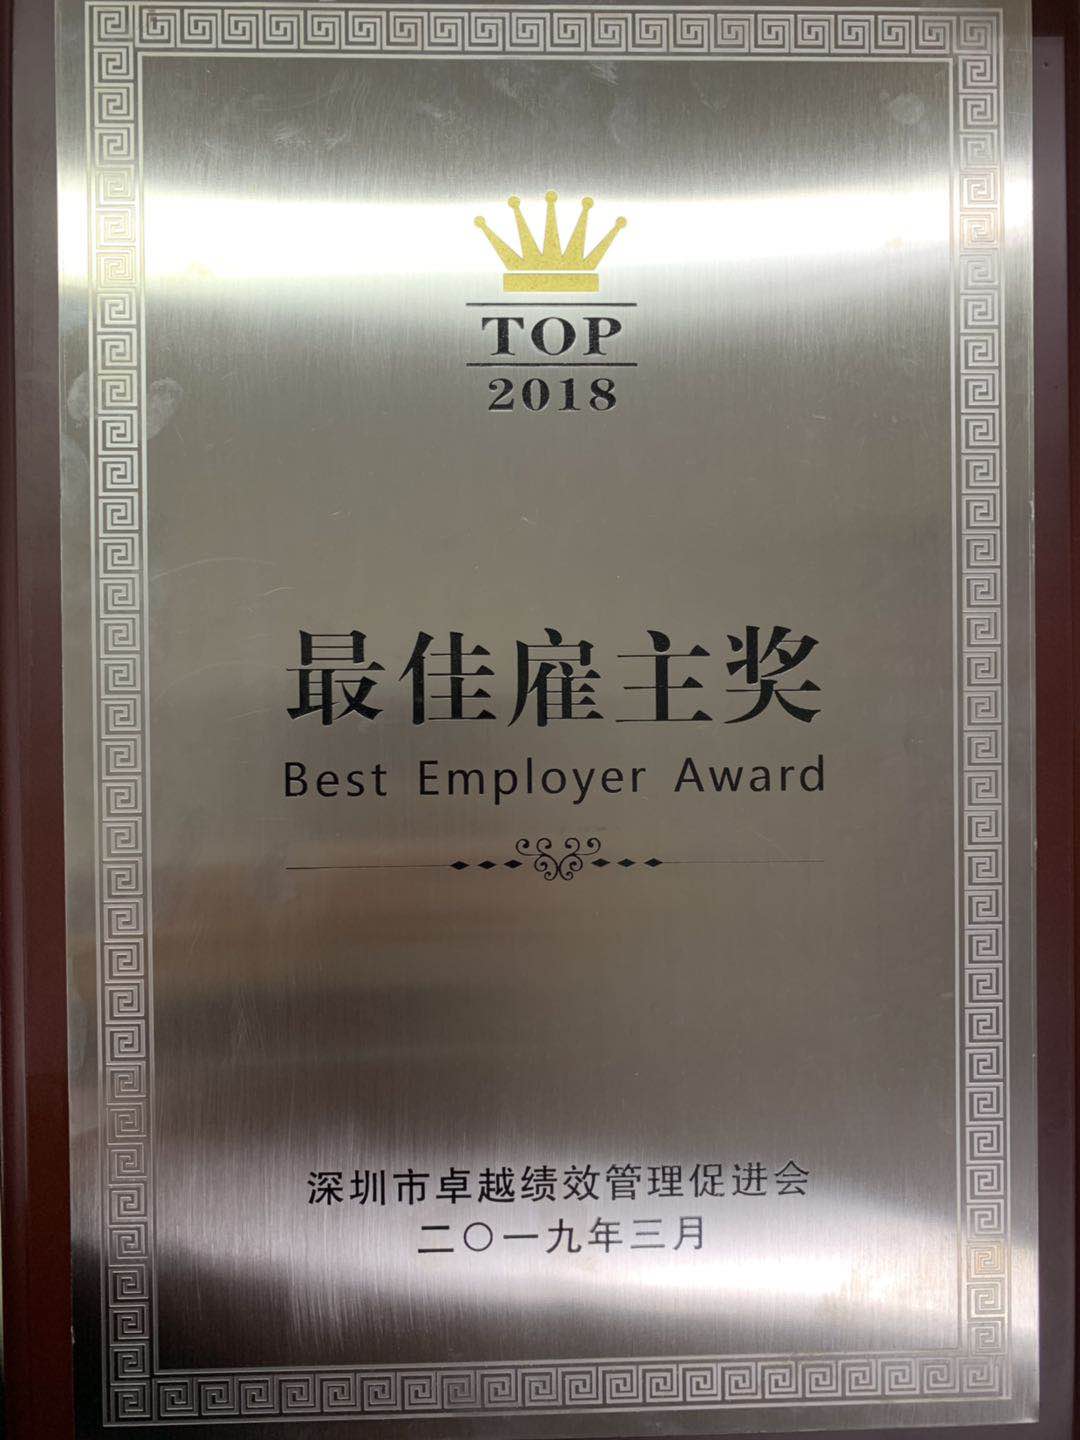 TOP
2018
最佳雇主奖
Best Employer Award
深圳市卓越绩效管理促进会
二〇一九年三月